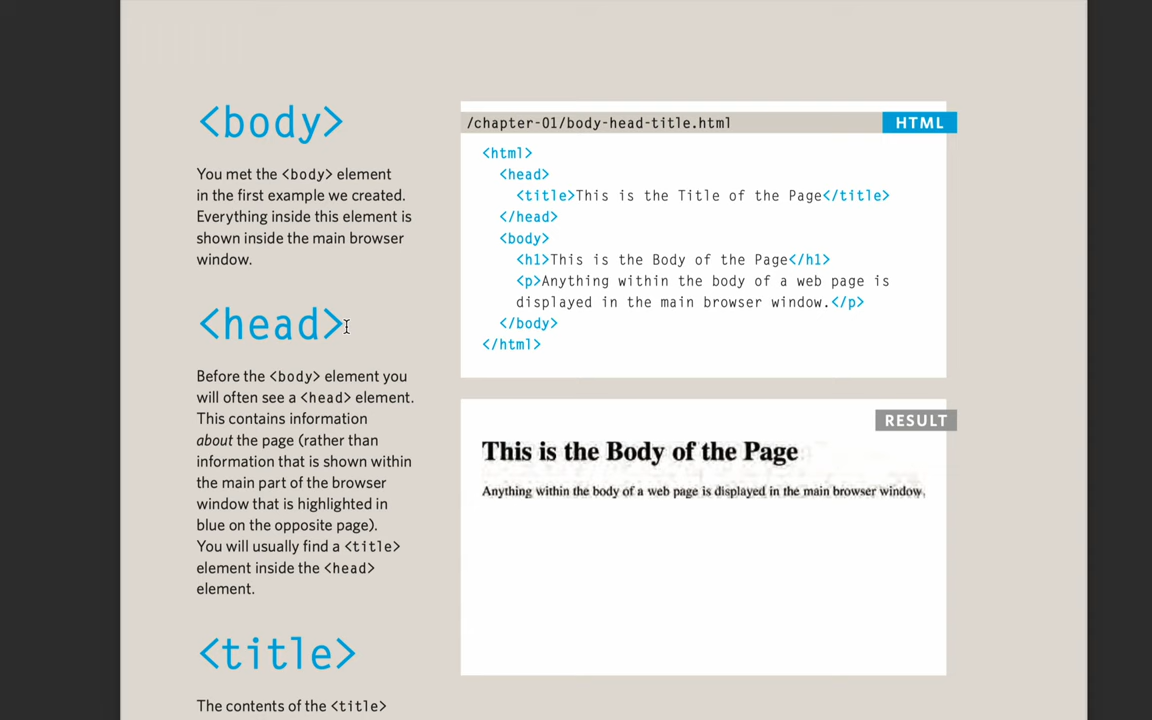 <body>
You met the <body> element
in the first example we created.
Everything inside this element is
shown inside the main browser
window.
<head>
Before the <body> element you
will often see a <head> element.
This contains information
about the page (rather than
information that is shown within
the main part of the browser
window that is highlighted in
blue on the opposite page).
You will usually find a <title>
element inside the <head>
element.
<title>
The contents of the <title>
/chapter-01/body-head-title.html
HTML
<html>
<head>
<title>This is the Title of the Page</title>
</head>
<body>
<h1>This is the Body of the Page</h1>
<p>Anything within the body of a web page is
displayed in the main browser window.</p>
</body>
</html>
RESULT
This is the Body of the Page
Anything within the body of a web page is displayed in the main browser window.